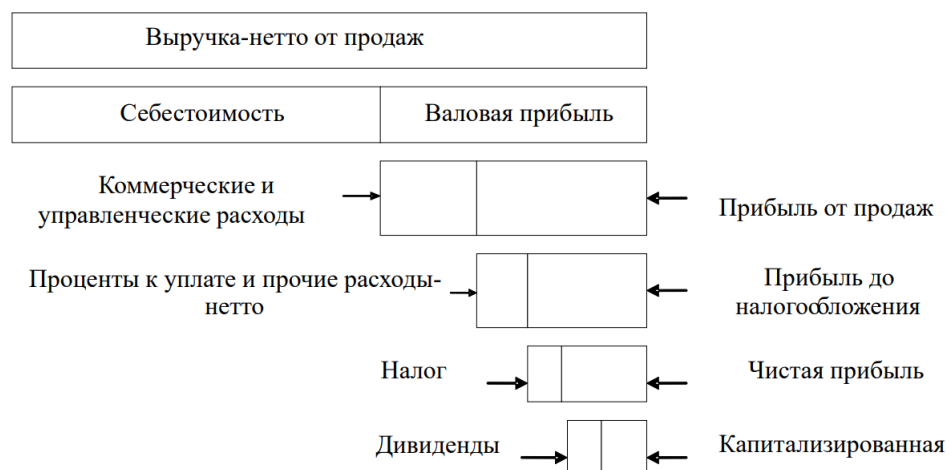 Выручка-нетто от продаж
Себестоимость
Валовая прибыль
Коммерческие и
управленческие расходы
Прибыль от продаж
Проценты к уплате и прочие расходы-
нетто
Прибыль до
налогообложения
Налог
Чистая прибыль
Дивиденды
Капитализированная